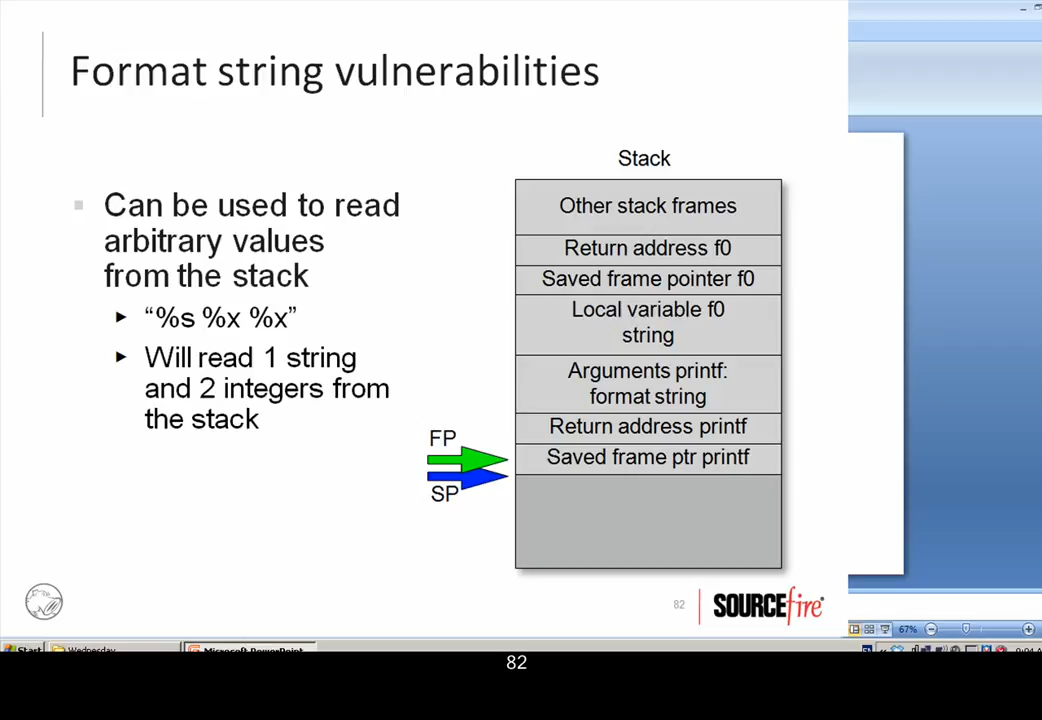 Format string vulnerabilities
Can be used to read
arbitrary values
from the stack
“%s %x %x”
Will read 1 string
and 2 integers from
the stack
Stack
Other stack frames
Return address f0
Saved frame pointer f0
Local variable f0
string
Arguments printf:
format string
Return address printf
Saved frame ptr printf
FP
SP
82
SOURCEfire
67%
Start
Wednesday
Microsoft PowerPoint
82